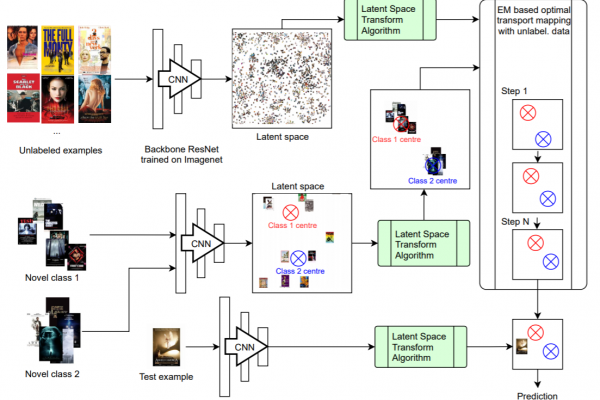 EM based optimal
transport mapping
with unlabel. data
Latent Space
Transform
Algorithm
THE FULL
MONTY
CNN
Step 1
SCARLET
BLACK
...
Unlabeled examples
Backbone ResNet
trained on Imagenet
Latent space
Class 1 centre
Class 2 centre
Latent space
Step N
CNN
Class 1 centre
Class 2 centre
Latent Space
Transform
Algorithm
Novel class 1
Novel class 2
Test example
CNN
Latent Space
Transform
Algorithm
Prediction